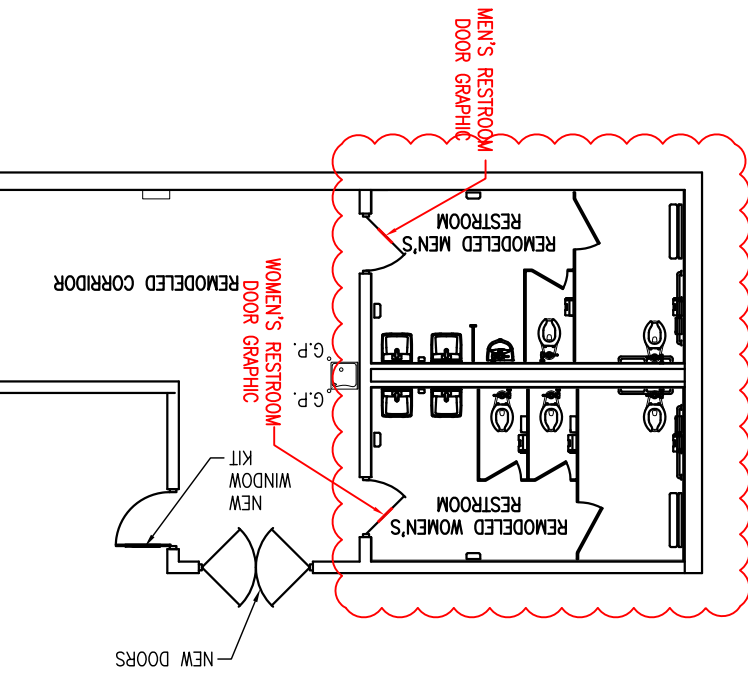 MEN'S RESTROOM
DOOR GRAPHIC
REMODELED MEN'S
RESTROOM
REMODELED CORRIDOR
WOMEN'S RESTROOM
DOOR GRAPHIC
G.P.
G.P.
NEW
WINDOW
KIT
REMODELED WOMEN'S
RESTROOM
NEW DOORS